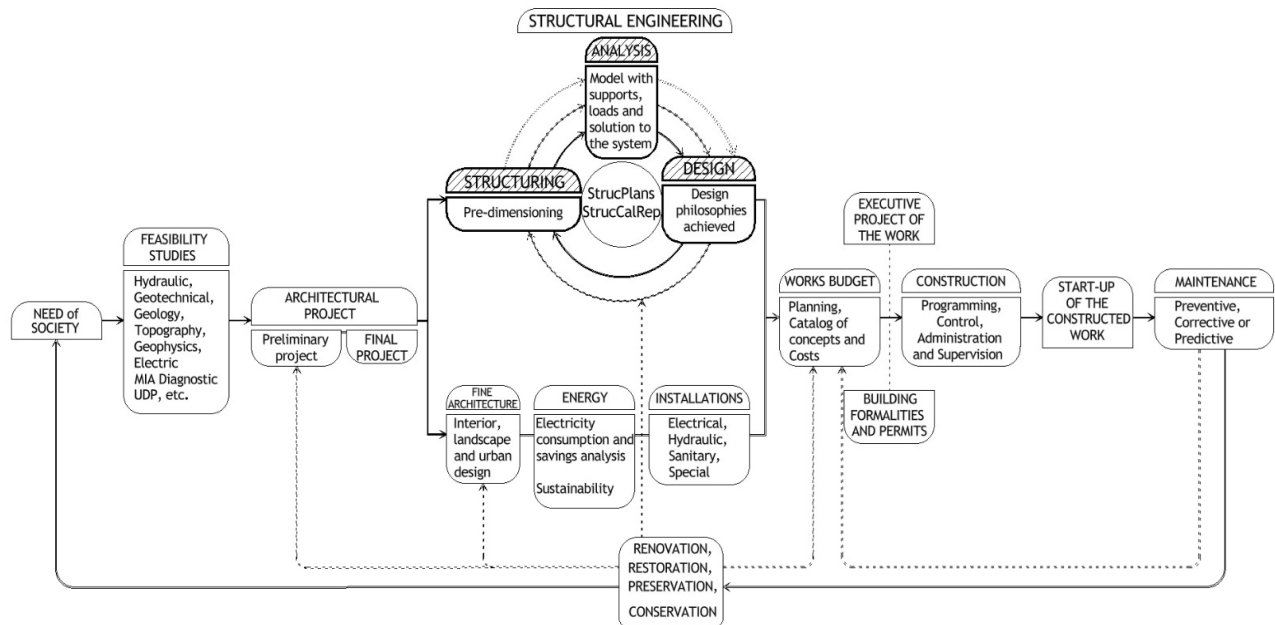 STRUCTURAL ENGINEERING
ANALYSIS
Model with
supports,
loads and
solution to
the system
STRUCTURING
Pre-dimensioning
StrucPlans
StrucCalRep
DESIGN
Design
philosophies
achieved
NEED of
SOCIETY
FEASIBILITY
STUDIES
Hydraulic,
Geotechnical,
Geology,
Topography,
Geophysics,
Electric
MIA Diagnostic
UDP, etc.
ARCHITECTURAL
PROJECT
Preliminary
project
FINAL
PROJECT
FINE
ARCHITECTURE
Interior,
landscape
and urban
design
ENERGY
Electricity
consumption and
savings analysis
Sustainability
INSTALLATIONS
Electrical,
Hydraulic,
Sanitary,
Special
WORKS BUDGET
Planning,
Catalog of
concepts and
Costs
EXECUTIVE
PROJECT OF
THE WORK
BUILDING
FORMALITIES
AND PERMITS
CONSTRUCTION
Programming,
Control,
Administration
and Supervision
START-UP
OF THE
CONSTRUCTED
WORK
MAINTENANCE
Preventive,
Corrective or
Predictive
RENOVATION,
RESTORATION,
PRESERVATION,
CONSERVATION